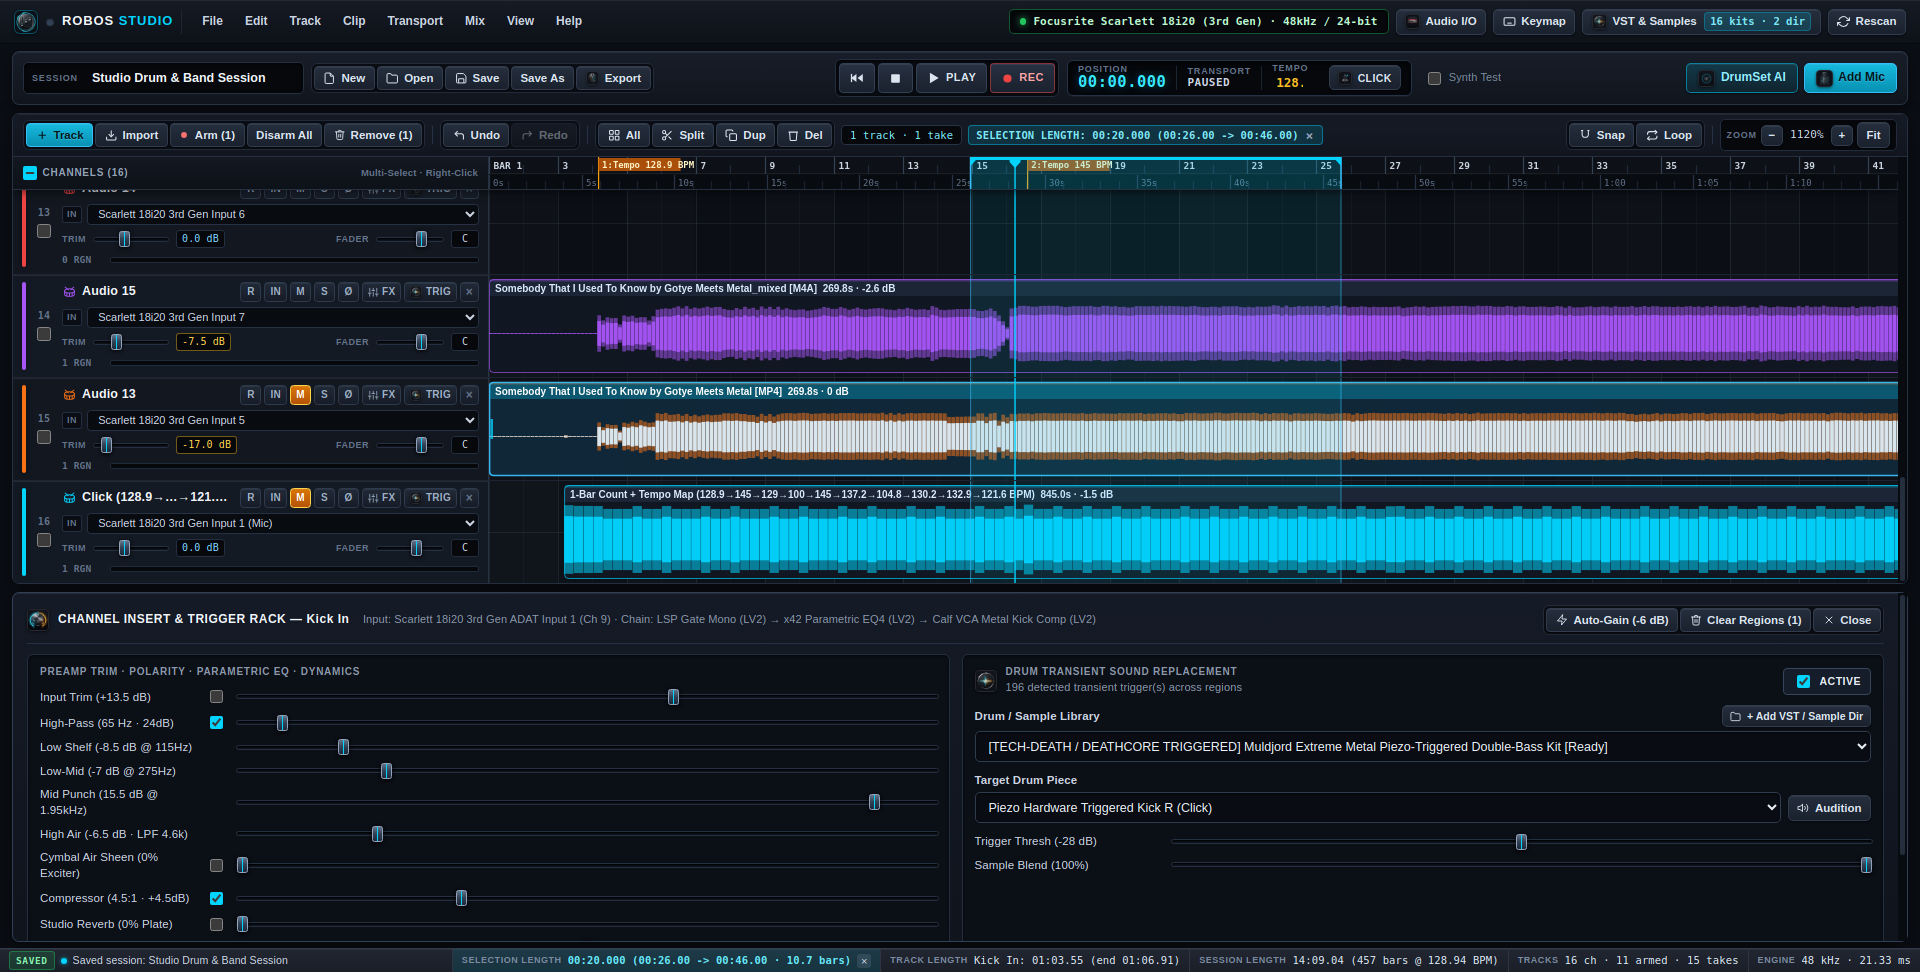 ROBOS STUDIO File Edit Track Clip Transport Mix View Help
Focusrite Scarlett 18i20 (3rd Gen) · 48kHz / 24-bit Audio I/O Keymap VST & Samples 16 kits · 2 dir Rescan
SESSION Studio Drum & Band Session New Open Save Save As Export
PLAY REC
POSITION 00:00.000
TRANSPORT PAUSED
TEMPO 128.
CLICK Synth Test DrumSet AI Add Mic
+ Track Import Arm (1) Disarm All Remove (1) Undo Redo All Split Dup Del
1 track · 1 take
SELECTION LENGTH: 00:20.000 (00:26.00 -> 00:46.00) ×
Snap Loop ZOOM − 1120% + Fit
CHANNELS (16) Multi-Select · Right-Click
BAR 1 3 1:Tempo 128.9 BPM 7 9 11 13 15 2:Tempo 145 BPM 19 21 23 25 27 29 31 33 35 37 39 41
0s 5s 10s 15s 20s 25s 30s 35s 40s 45s 50s 55s 1:00 1:05 1:10
13 IN Scarlett 18i20 3rd Gen Input 6
TRIM 0.0 dB FADER C
0 RGN
Audio 15 R IN M S Ø FX TRIG ×
14 IN Scarlett 18i20 3rd Gen Input 7
TRIM -7.5 dB FADER C
1 RGN
Somebody That I Used To Know by Gotye Meets Metal_mixed [M4A] 269.8s · -2.6 dB
Audio 13 R IN M S Ø FX TRIG ×
15 IN Scarlett 18i20 3rd Gen Input 5
TRIM -17.0 dB FADER C
1 RGN
Somebody That I Used To Know by Gotye Meets Metal [MP4] 269.8s · 0 dB
Click (128.9→…→121.… R IN M S Ø FX TRIG ×
16 IN Scarlett 18i20 3rd Gen Input 1 (Mic)
TRIM 0.0 dB FADER C
1 RGN
1-Bar Count + Tempo Map (128.9→145→129→100→145→137.2→104.8→130.2→132.9→121.6 BPM) 845.0s · -1.5 dB
CHANNEL INSERT & TRIGGER RACK — Kick In Input: Scarlett 18i20 3rd Gen ADAT Input 1 (Ch 9) · Chain: LSP Gate Mono (LV2) → x42 Parametric EQ4 (LV2) → Calf VCA Metal Kick Comp (LV2)
Auto-Gain (-6 dB) Clear Regions (1) Close
PREAMP TRIM · POLARITY · PARAMETRIC EQ · DYNAMICS
Input Trim (+13.5 dB)
High-Pass (65 Hz · 24dB)
Low Shelf (-8.5 dB @ 115Hz)
Low-Mid (-7 dB @ 275Hz)
Mid Punch (15.5 dB @
1.95kHz)
High Air (-6.5 dB · LPF 4.6k)
Cymbal Air Sheen (0%
Exciter)
Compressor (4.5:1 · +4.5dB)
Studio Reverb (0% Plate)
DRUM TRANSIENT SOUND REPLACEMENT
196 detected transient trigger(s) across regions
ACTIVE
Drum / Sample Library + Add VST / Sample Dir
[TECH-DEATH / DEATHCORE TRIGGERED] Muldjord Extreme Metal Piezo-Triggered Double-Bass Kit [Ready]
Target Drum Piece
Piezo Hardware Triggered Kick R (Click) Audition
Trigger Thresh (-28 dB)
Sample Blend (100%)
SAVED Saved session: Studio Drum & Band Session SELECTION LENGTH 00:20.000 (00:26.00 -> 00:46.00 · 10.7 bars) × TRACK LENGTH Kick In: 01:03.55 (end 01:06.91) SESSION LENGTH 14:09.04 (457 bars @ 128.94 BPM) TRACKS 16 ch · 11 armed · 15 takes ENGINE 48 kHz · 21.33 ms